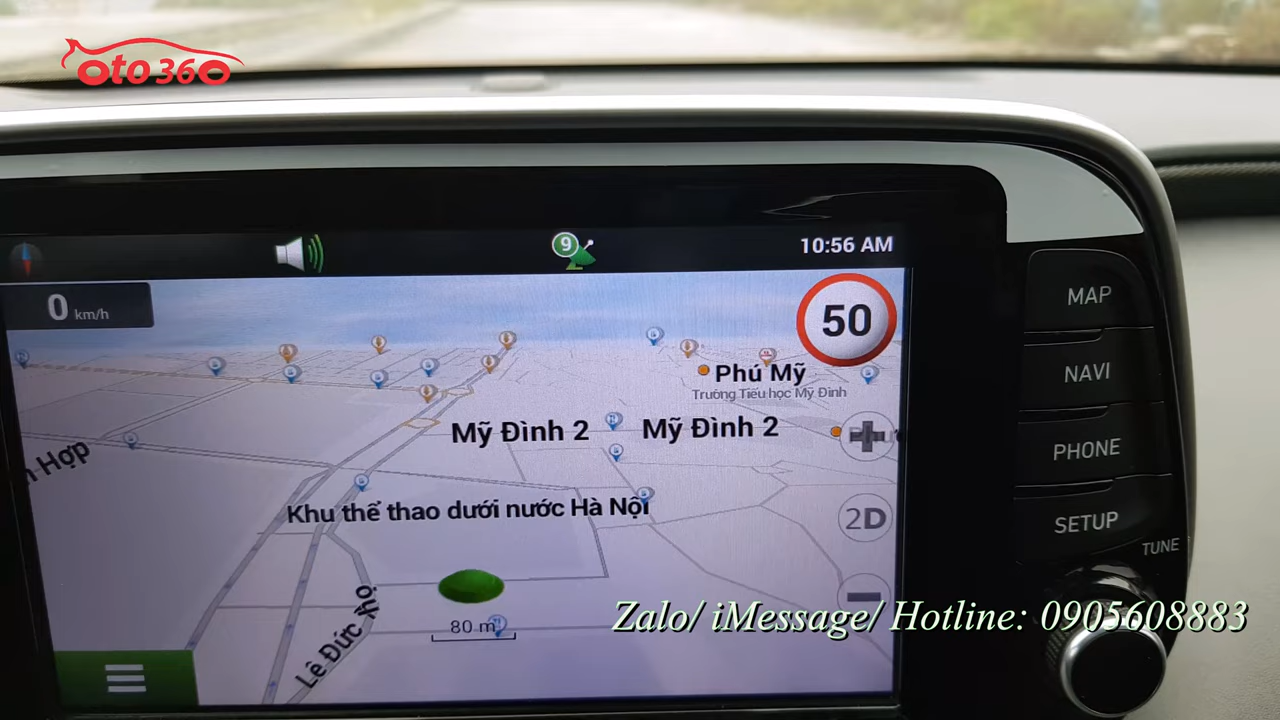 oto360
9
10:56 AM
0 km/h
50
MAP
Phú Mỹ
Trường Tiểu học Mỹ Đình
NAVI
Mỹ Đình 2
Mỹ Đình 2
Hợp
PHONE
Khu thể thao dưới nước Hà Nội
2D
SETUP
TUNE
Lê Đức Thọ
80 m
Zalo/ iMessage/ Hotline: 0905608883